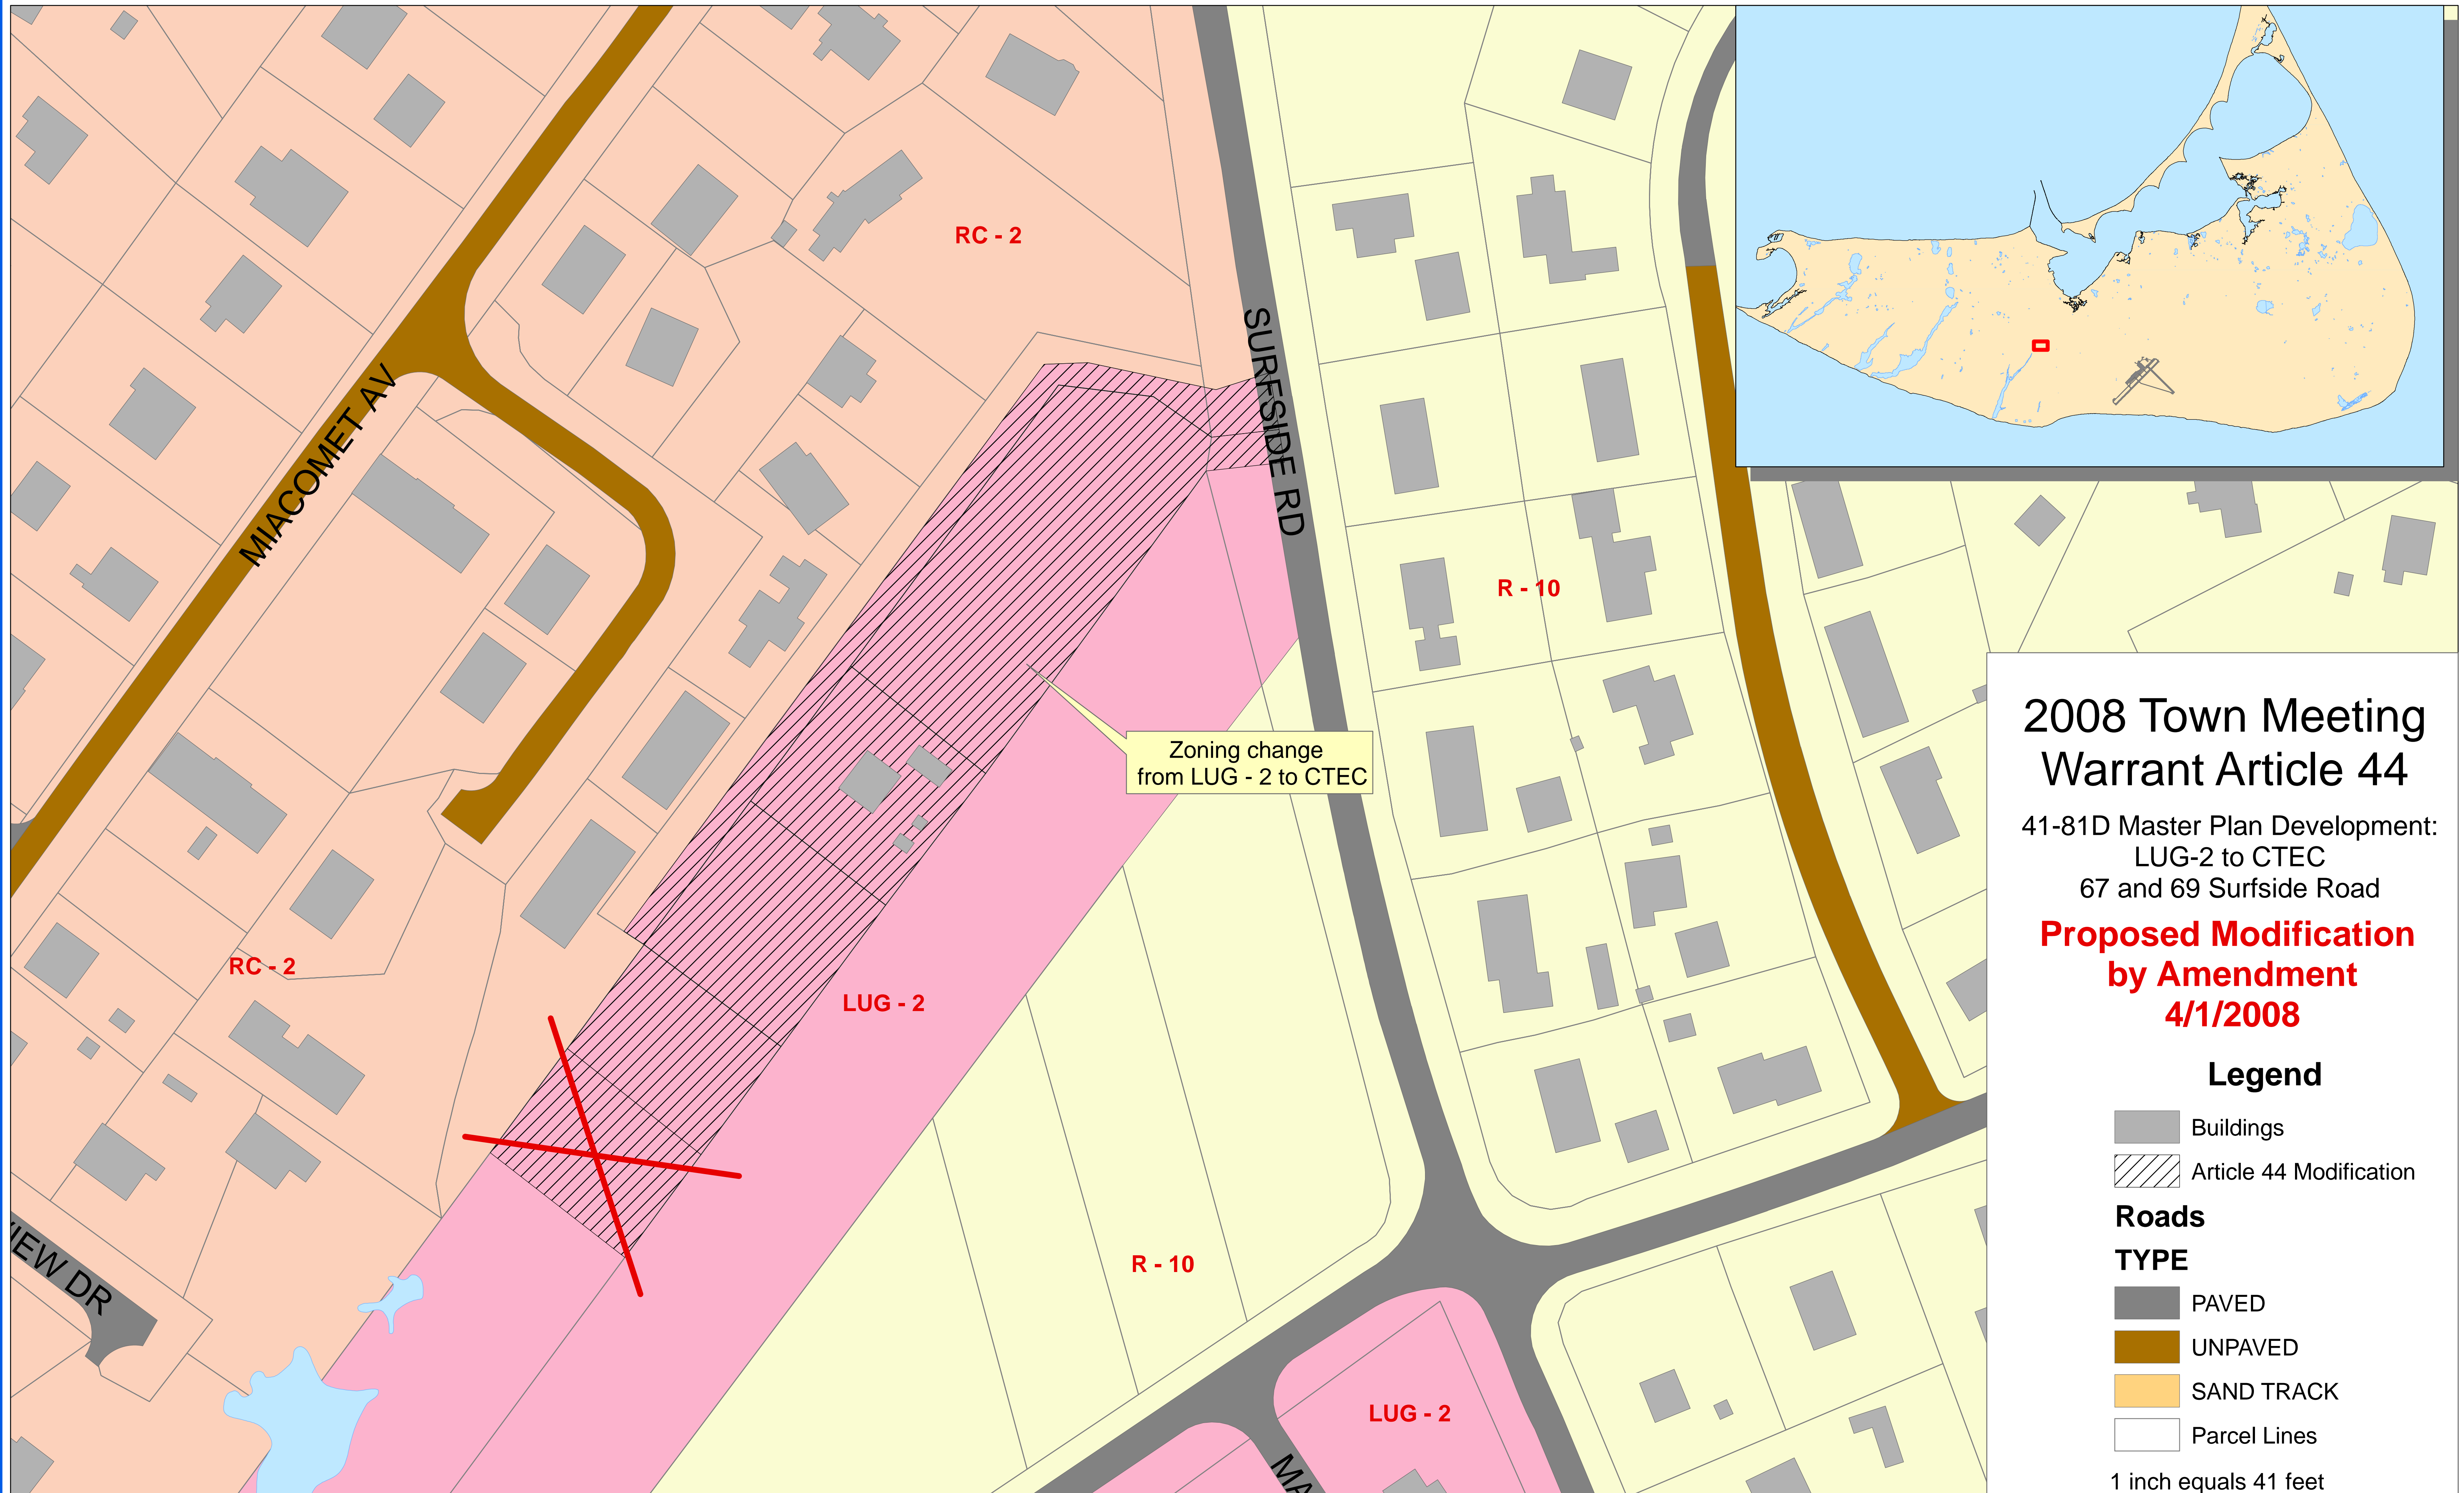 RC - 2
SURFSIDE RD
MIACOMET AV
R - 10
Zoning change
from LUG - 2 to CTEC
RC - 2
LUG - 2
R - 10
LUG - 2
VIEW DR
MA
2008 Town Meeting
Warrant Article 44
41-81D Master Plan Development:
LUG-2 to CTEC
67 and 69 Surfside Road
Proposed Modification
by Amendment
4/1/2008
Legend
Buildings
Article 44 Modification
Roads
TYPE
PAVED
UNPAVED
SAND TRACK
Parcel Lines
1 inch equals 41 feet